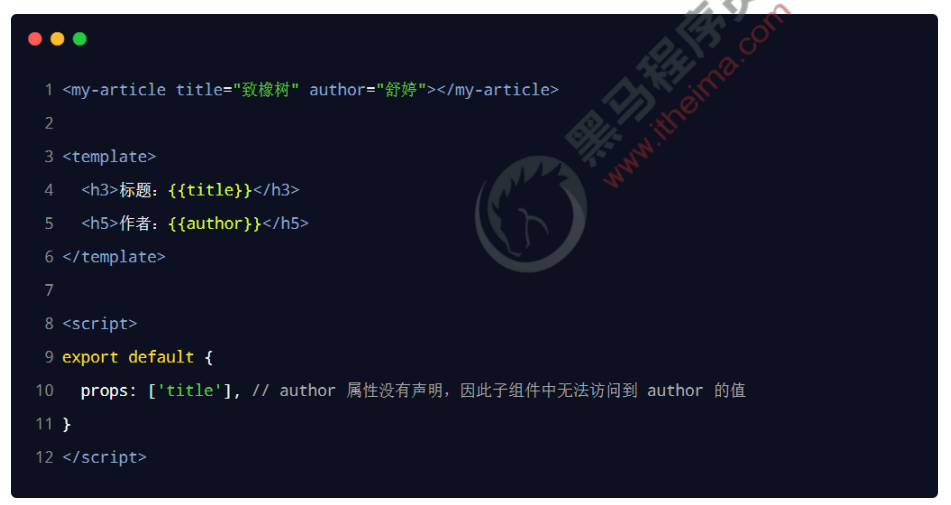 黑马程序员
www.itheima.com
1 <my-article title="致橡树" author="舒婷"></my-article>
2
3 <template>
4   <h3>标题：{{title}}</h3>
5   <h5>作者：{{author}}</h5>
6 </template>
7
8 <script>
9 export default {
10   props: ['title'], // author 属性没有声明，因此子组件中无法访问到 author 的值
11 }
12 </script>